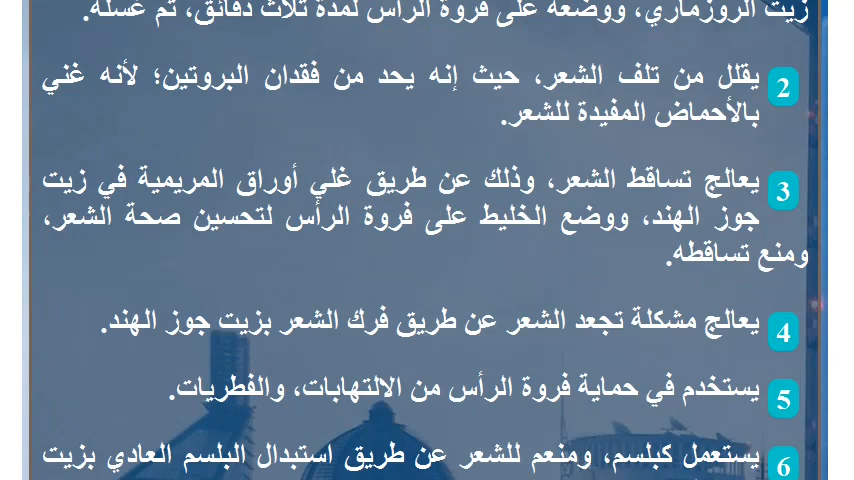 زيت الروزماري، ووضعه على فروة الرأس لمدة ثلاث دقائق، ثم غسله.
2 يقلل من تلف الشعر، حيث إنه يحد من فقدان البروتين؛ لأنه غني
بالأحماض المفيدة للشعر.
3 يعالج تساقط الشعر، وذلك عن طريق غلي أوراق المريمية في زيت
جوز الهند، ووضع الخليط على فروة الرأس لتحسين صحة الشعر،
ومنع تساقطه.
4 يعالج مشكلة تجعد الشعر عن طريق فرك الشعر بزيت جوز الهند.
5 يستخدم في حماية فروة الرأس من الالتهابات، والفطريات.
6 يستعمل كبلسم، ومنعم للشعر عن طريق استبدال البلسم العادي بزيت